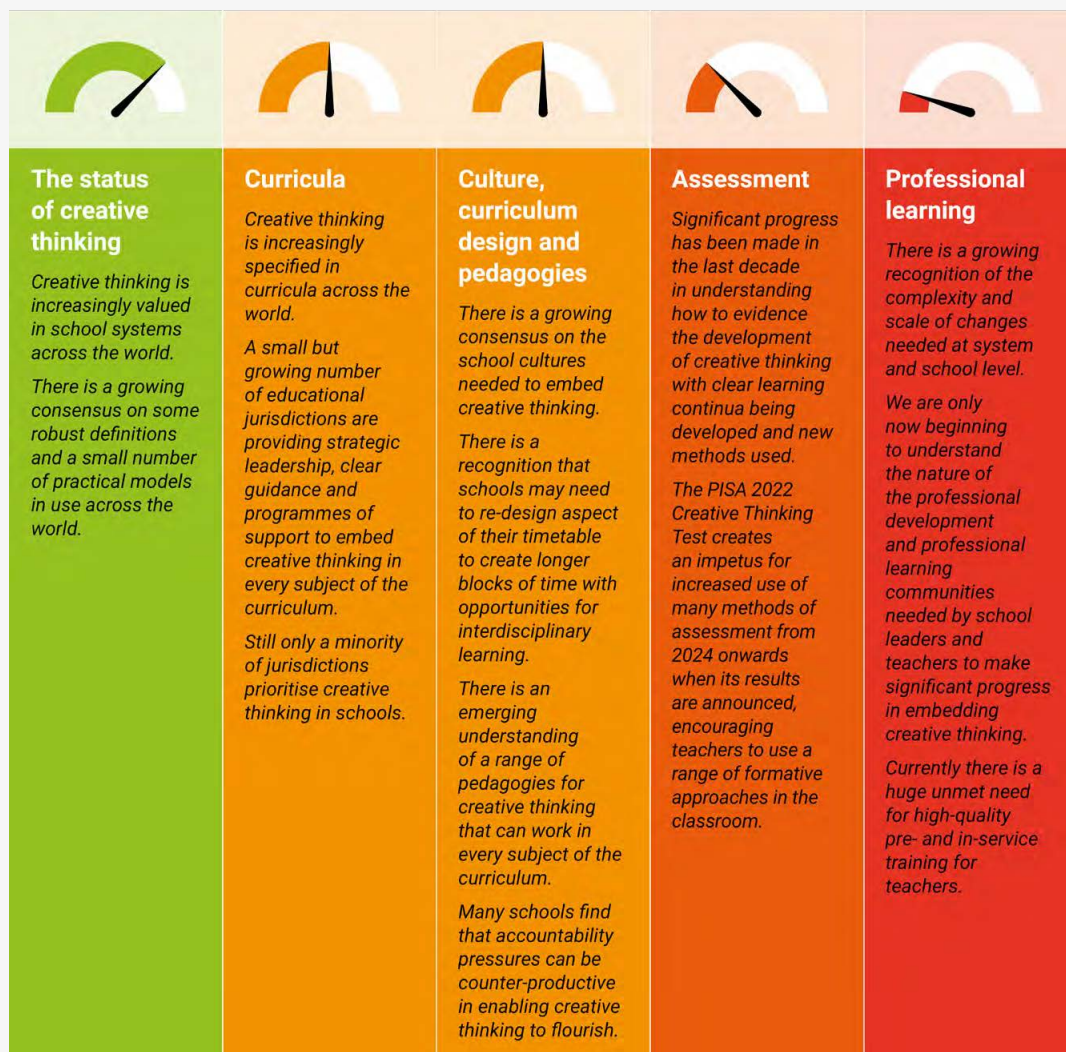 The status
of creative
thinking
Creative thinking is
increasingly valued
in school systems
across the world.
There is a growing
consensus on some
robust definitions
and a small number
of practical models
in use across the
world.
Curricula
Creative thinking
is increasingly
specified in
curricula across the
world.
A small but
growing number
of educational
jurisdictions are
providing strategic
leadership, clear
guidance and
programmes of
support to embed
creative thinking in
every subject of the
curriculum.
Still only a minority
of jurisdictions
prioritise creative
thinking in schools.
Culture,
curriculum
design and
pedagogies
There is a growing
consensus on the
school cultures
needed to embed
creative thinking.
There is a
recognition that
schools may need
to re-design aspect
of their timetable
to create longer
blocks of time with
opportunities for
interdisciplinary
learning.
There is an
emerging
understanding
of a range of
pedagogies for
creative thinking
that can work in
every subject of the
curriculum.
Many schools find
that accountability
pressures can be
counter-productive
in enabling creative
thinking to flourish.
Assessment
Significant progress
has been made in
the last decade
in understanding
how to evidence
the development
of creative thinking
with clear learning
continua being
developed and new
methods used.
The PISA 2022
Creative Thinking
Test creates
an impetus for
increased use of
many methods of
assessment from
2024 onwards
when its results
are announced,
encouraging
teachers to use a
range of formative
approaches in the
classroom.
Professional
learning
There is a growing
recognition of the
complexity and
scale of changes
needed at system
and school level.
We are only
now beginning
to understand
the nature of
the professional
development
and professional
learning
communities
needed by school
leaders and
teachers to make
significant progress
in embedding
creative thinking.
Currently there is a
huge unmet need
for high-quality
pre- and in-service
training for
teachers.